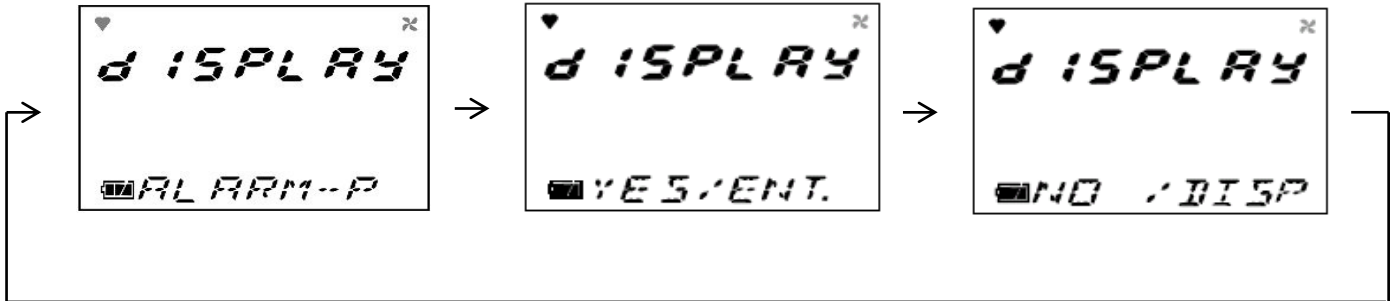 dISPLAY
ALARM--P
dISPLAY
YES/ENT.
dISPLAY
NO /DISP